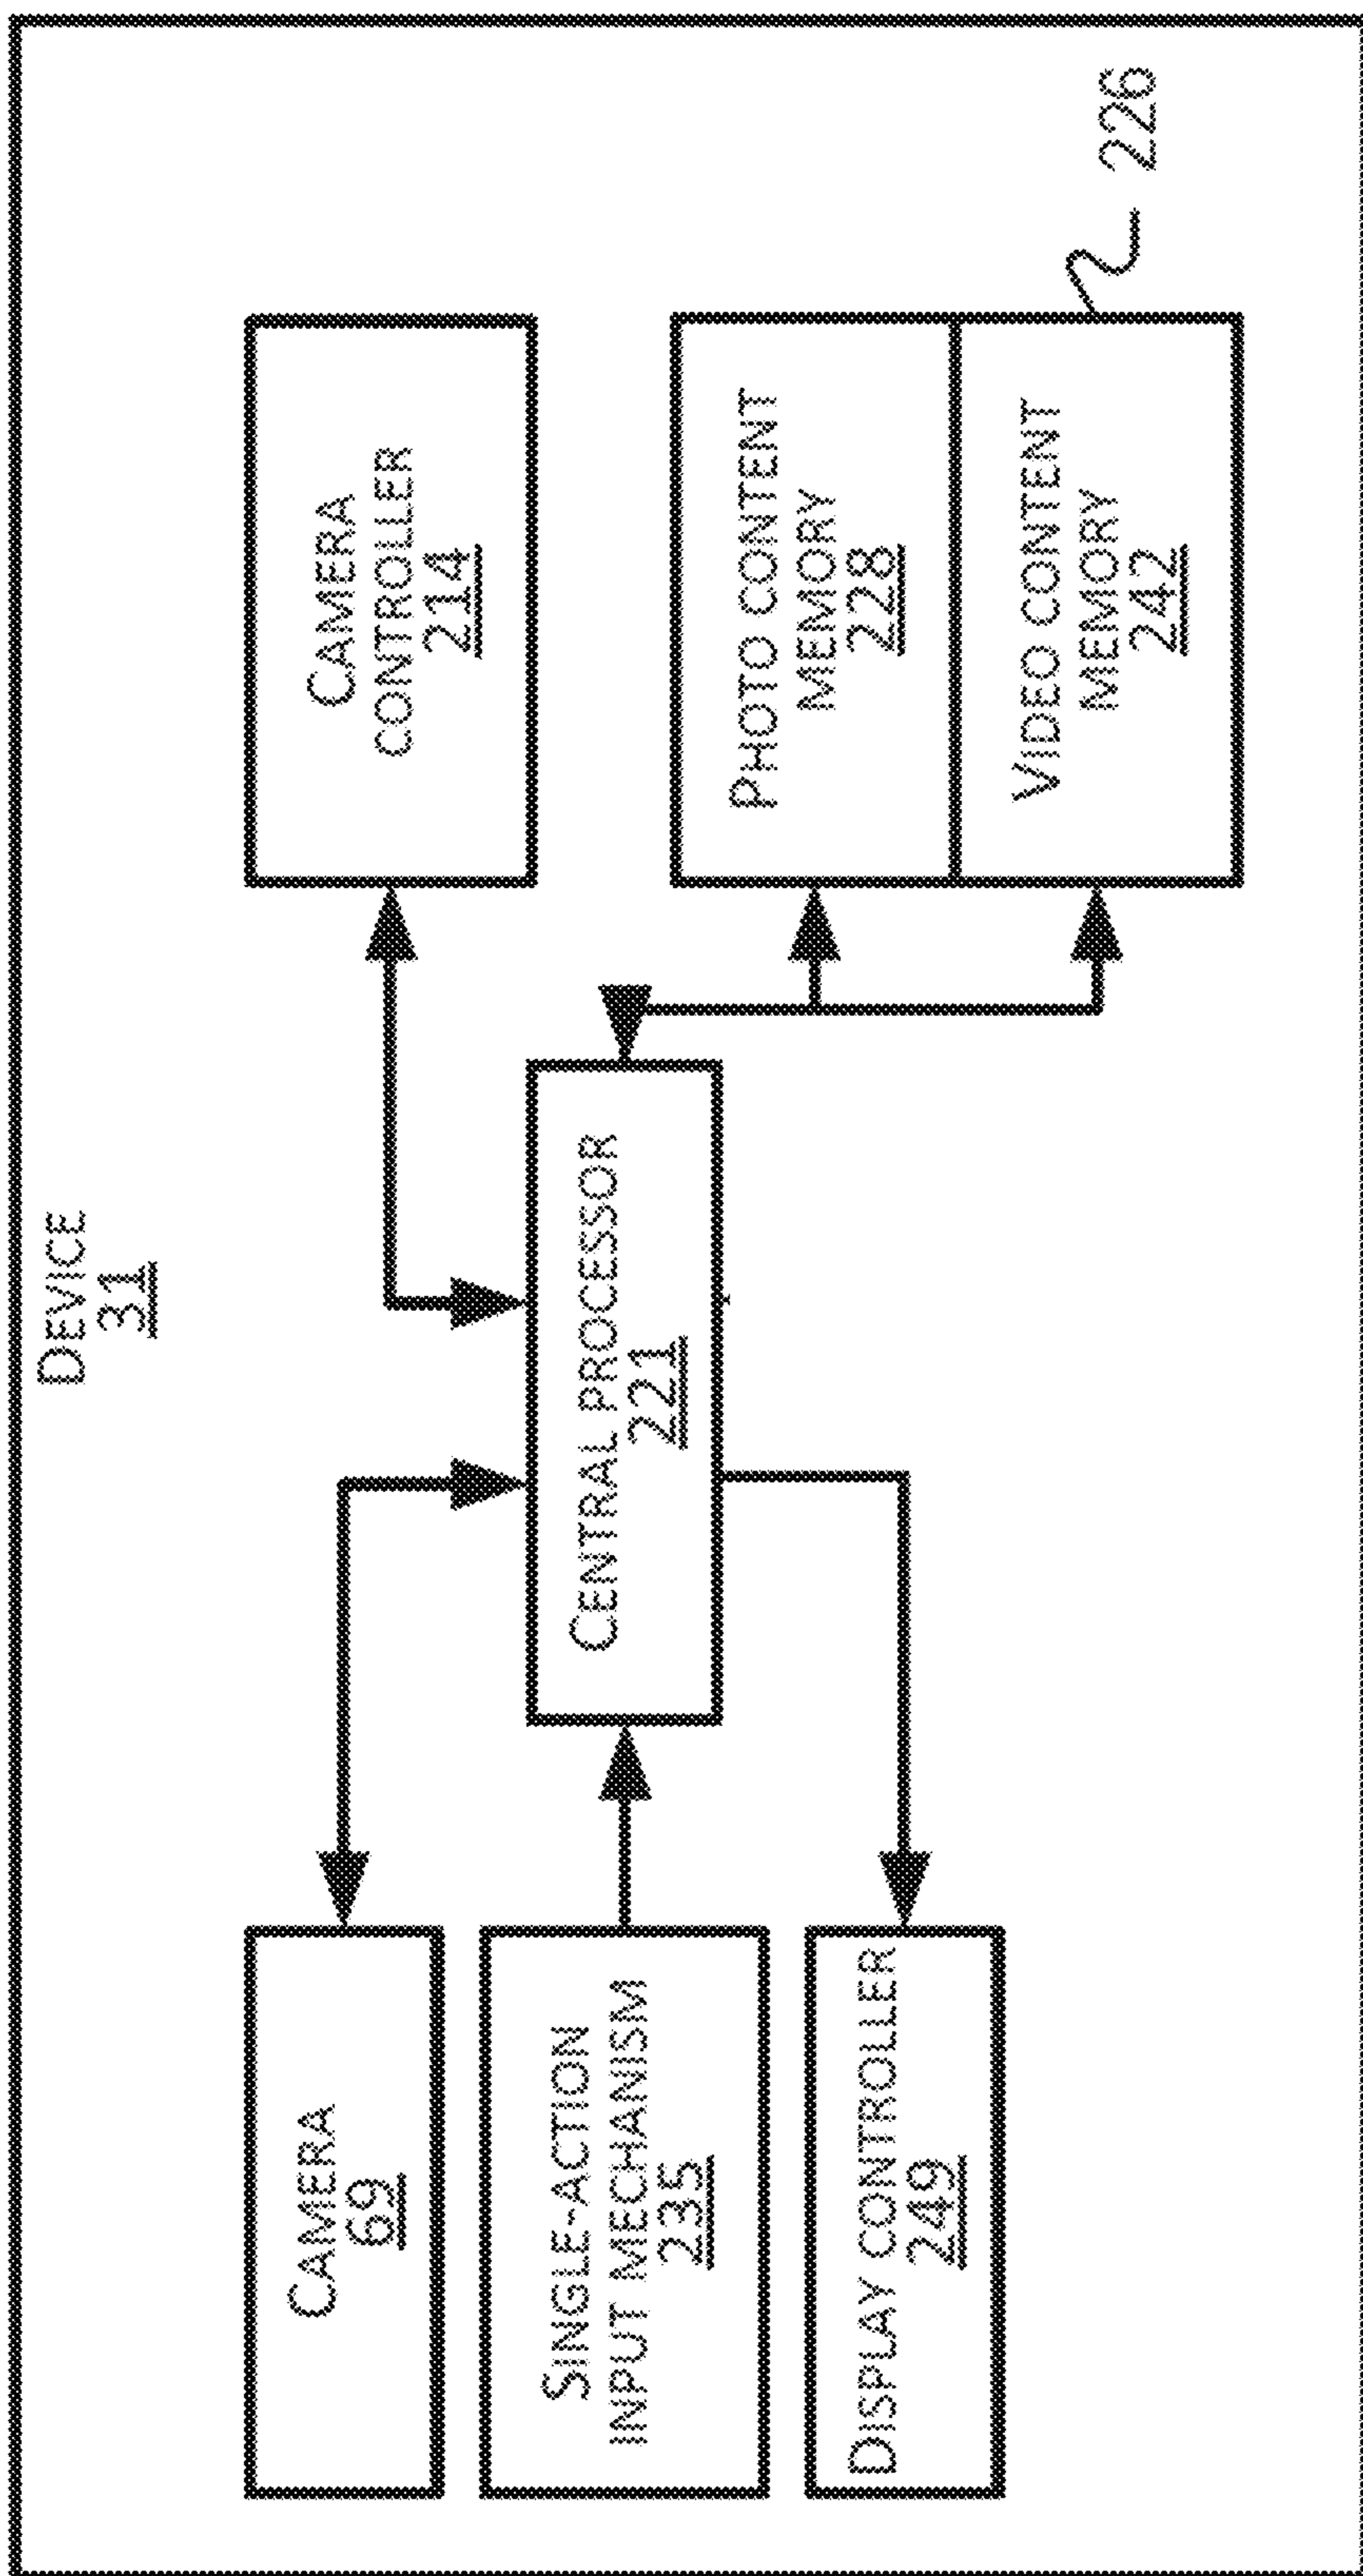 DEVICE
31
CAMERA
69
SINGLE-ACTION
INPUT MECHANISM
235
DISPLAY CONTROLLER
249
CENTRAL PROCESSOR
221
CAMERA
CONTROLLER
214
PHOTO CONTENT
MEMORY
228
VIDEO CONTENT
MEMORY
242
226